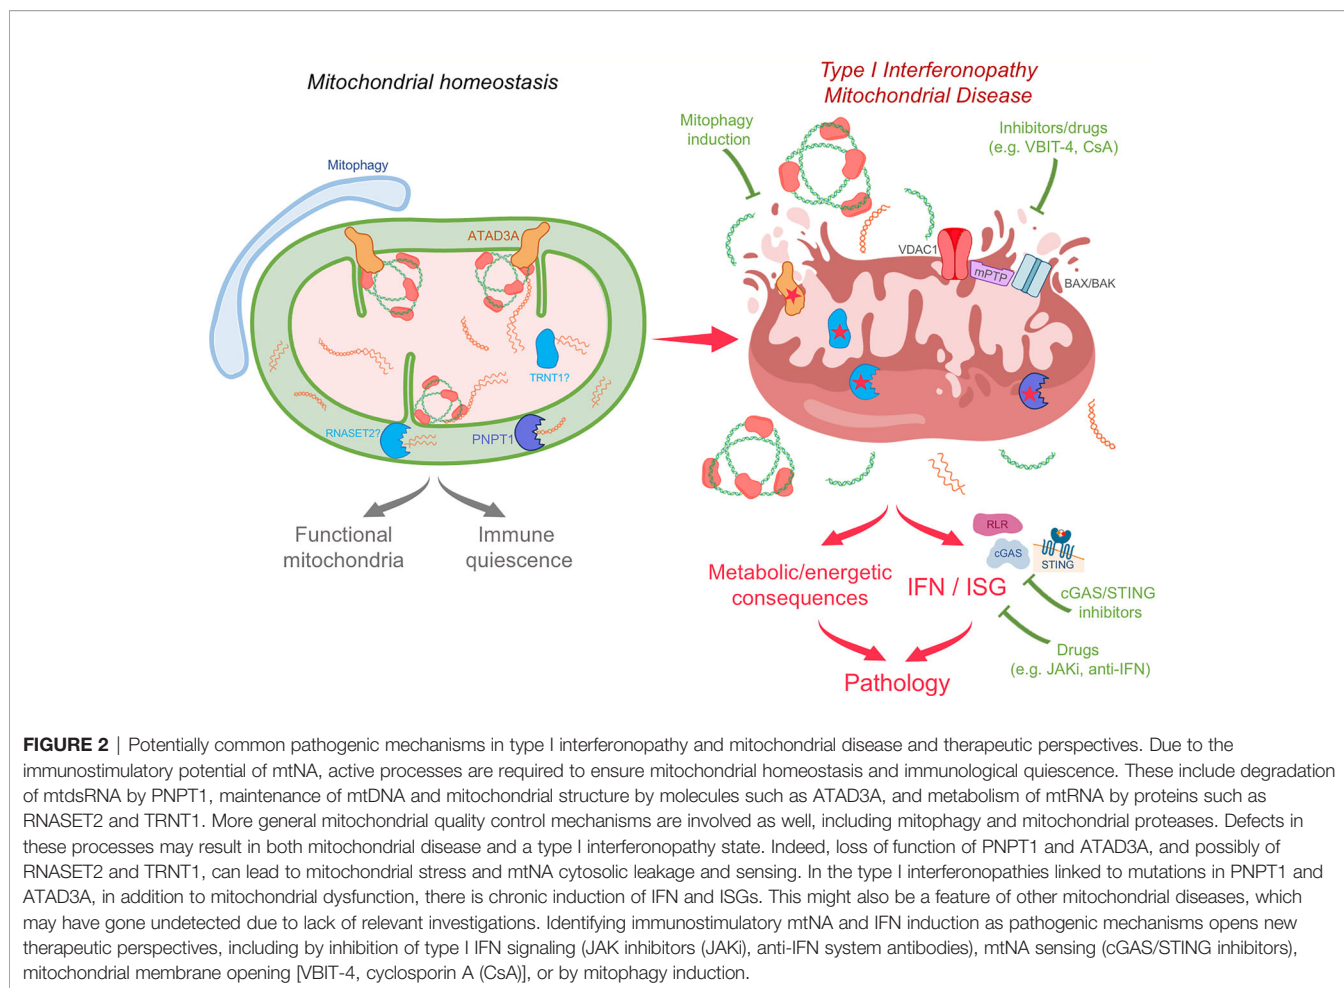 Mitochondrial homeostasis
Type I Interferonopathy
Mitochondrial Disease
Mitophagy
ATAD3A
TRNT1?
RNASET2?
PNPT1
Functional
mitochondria
Immune
quiescence
Mitophagy
induction
Inhibitors/drugs
(e.g. VBIT-4, CsA)
VDAC1
mPTP
BAX/BAK
RLR
cGAS
STING
Metabolic/energetic
consequences
IFN / ISG
cGAS/STING
inhibitors
Drugs
(e.g. JAKi, anti-IFN)
Pathology
FIGURE 2 | Potentially common pathogenic mechanisms in type I interferonopathy and mitochondrial disease and therapeutic perspectives. Due to the
immunostimulatory potential of mtNA, active processes are required to ensure mitochondrial homeostasis and immunological quiescence. These include degradation
of mtdsRNA by PNPT1, maintenance of mtDNA and mitochondrial structure by molecules such as ATAD3A, and metabolism of mtRNA by proteins such as
RNASET2 and TRNT1. More general mitochondrial quality control mechanisms are involved as well, including mitophagy and mitochondrial proteases. Defects in
these processes may result in both mitochondrial disease and a type I interferonopathy state. Indeed, loss of function of PNPT1 and ATAD3A, and possibly of
RNASET2 and TRNT1, can lead to mitochondrial stress and mtNA cytosolic leakage and sensing. In the type I interferonopathies linked to mutations in PNPT1 and
ATAD3A, in addition to mitochondrial dysfunction, there is chronic induction of IFN and ISGs. This might also be a feature of other mitochondrial diseases, which
may have gone undetected due to lack of relevant investigations. Identifying immunostimulatory mtNA and IFN induction as pathogenic mechanisms opens new
therapeutic perspectives, including by inhibition of type I IFN signaling (JAK inhibitors (JAKi), anti-IFN system antibodies), mtNA sensing (cGAS/STING inhibitors),
mitochondrial membrane opening [VBIT-4, cyclosporin A (CsA)], or by mitophagy induction.